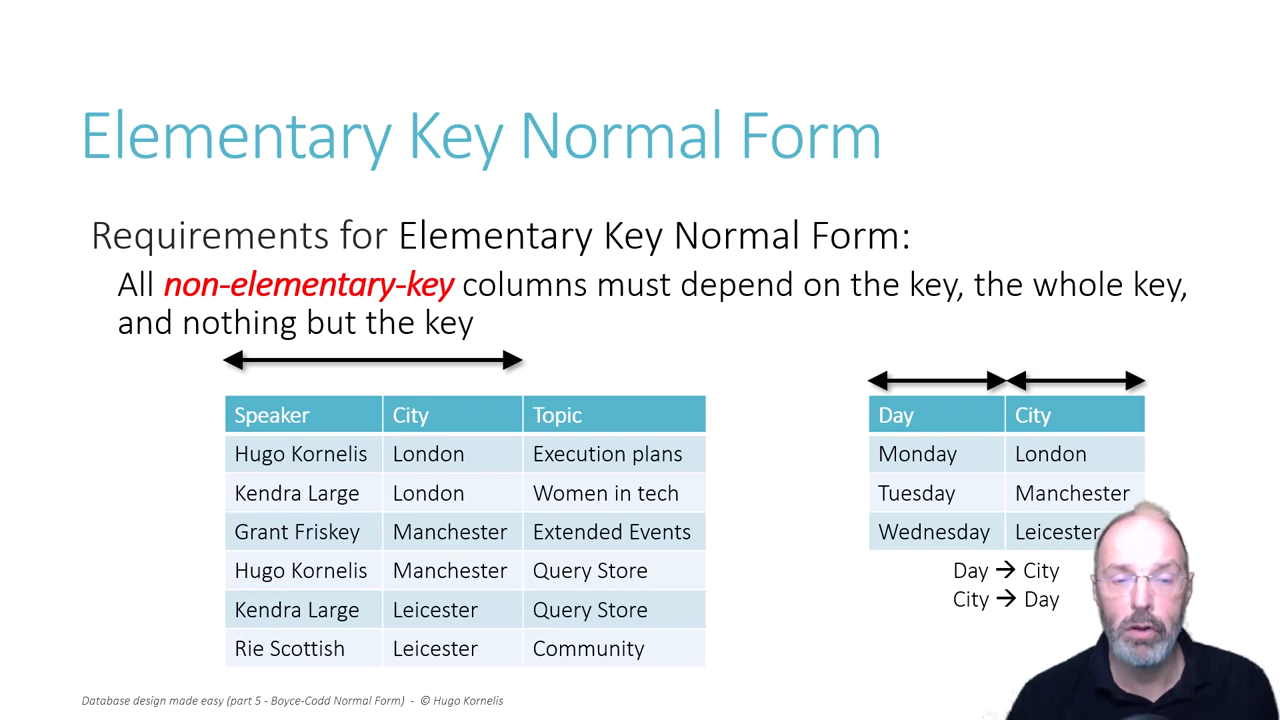 Elementary Key Normal Form
Requirements for Elementary Key Normal Form:
All non-elementary-key columns must depend on the key, the whole key,
and nothing but the key
Speaker City Topic
Hugo Kornelis London Execution plans
Kendra Large London Women in tech
Grant Friskey Manchester Extended Events
Hugo Kornelis Manchester Query Store
Kendra Large Leicester Query Store
Rie Scottish Leicester Community
Day City
Monday London
Tuesday Manchester
Wednesday Leicester
Day → City
City → Day
Database design made easy (part 5 - Boyce-Codd Normal Form) - © Hugo Kornelis